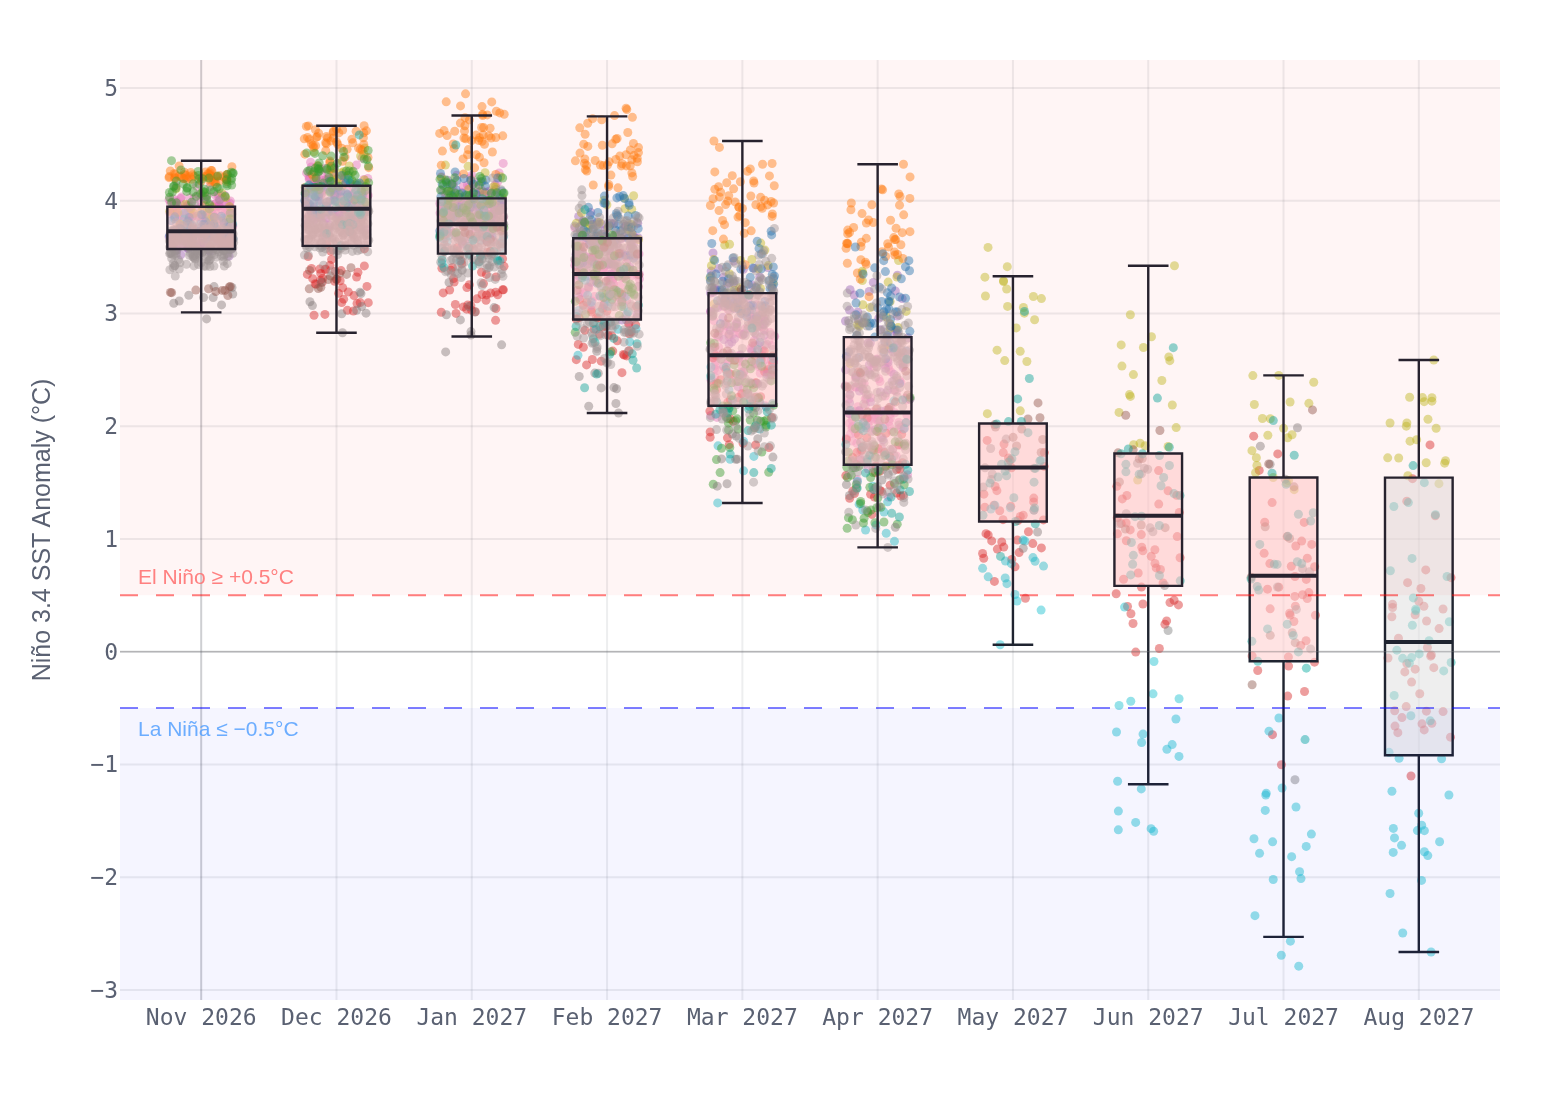 Niño 3.4 SST Anomaly (°C)
5
4
3
2
1
0
−1
−2
−3
El Niño ≥ +0.5°C
La Niña ≤ −0.5°C
Nov 2026 Dec 2026 Jan 2027 Feb 2027 Mar 2027 Apr 2027 May 2027 Jun 2027 Jul 2027 Aug 2027